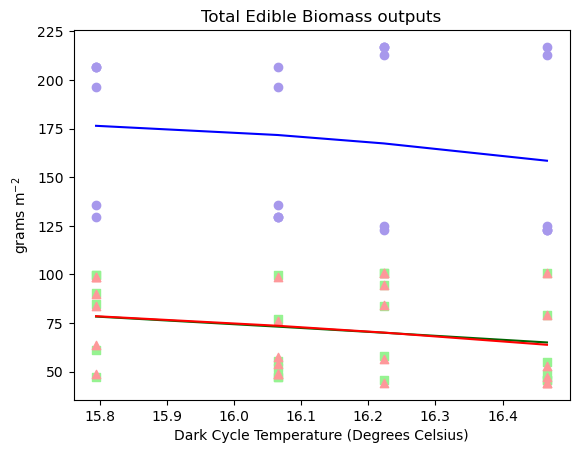 Total Edible Biomass outputs
225
200
175
150
125
100
75
50
grams m⁻²
15.8 15.9 16.0 16.1 16.2 16.3 16.4
Dark Cycle Temperature (Degrees Celsius)